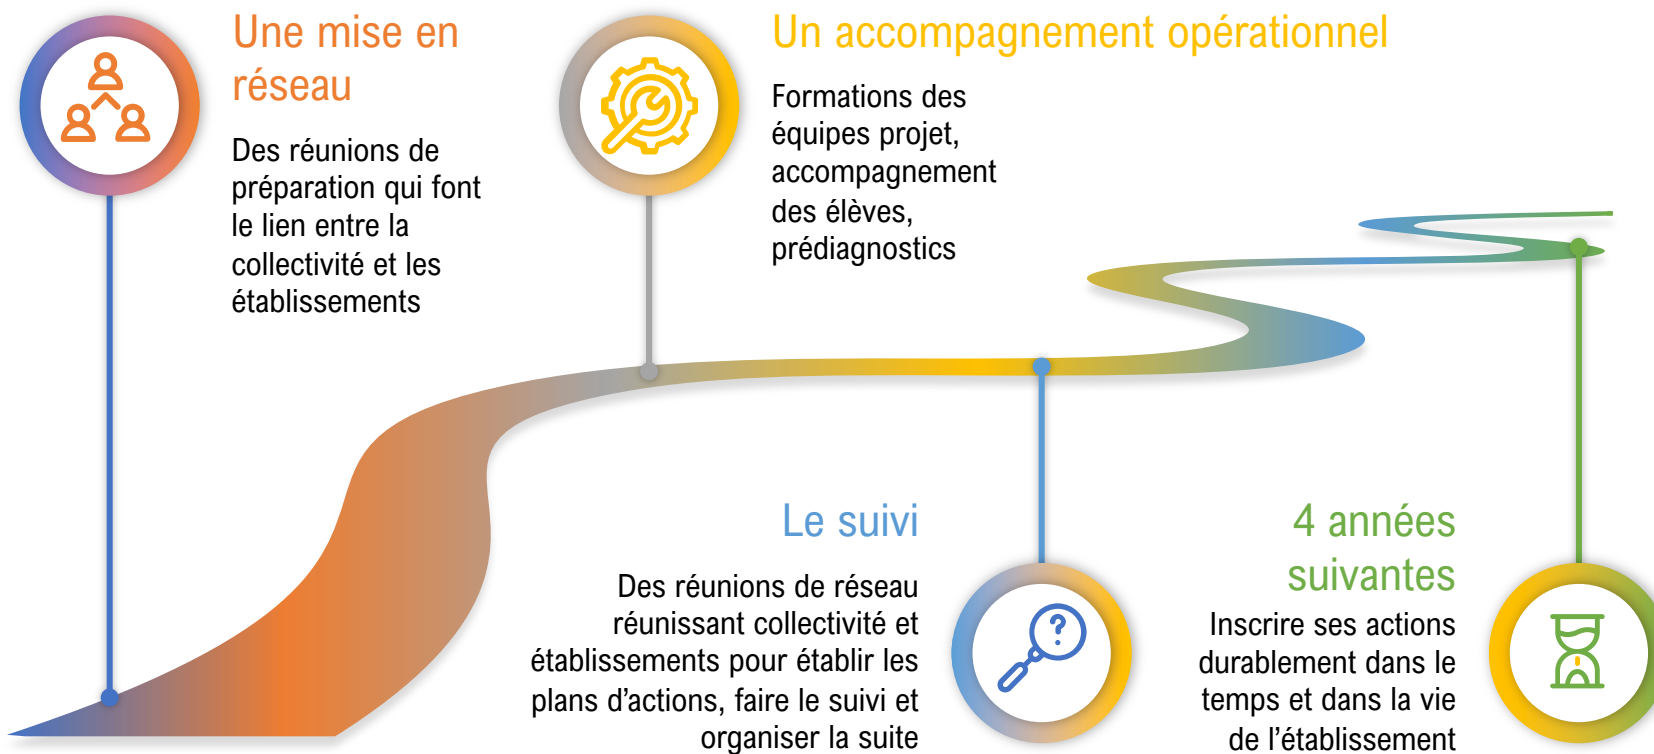 Une mise en
réseau
Des réunions de
préparation qui font
le lien entre la
collectivité et les
établissements
Un accompagnement opérationnel
Formations des
équipes projet,
accompagnement
des élèves,
prédiagnostics
Le suivi
Des réunions de réseau
réunissant collectivité et
établissements pour établir les
plans d’actions, faire le suivi et
organiser la suite
?
4 années
suivantes
Inscrire ses actions
durablement dans le
temps et dans la vie
de l’établissement